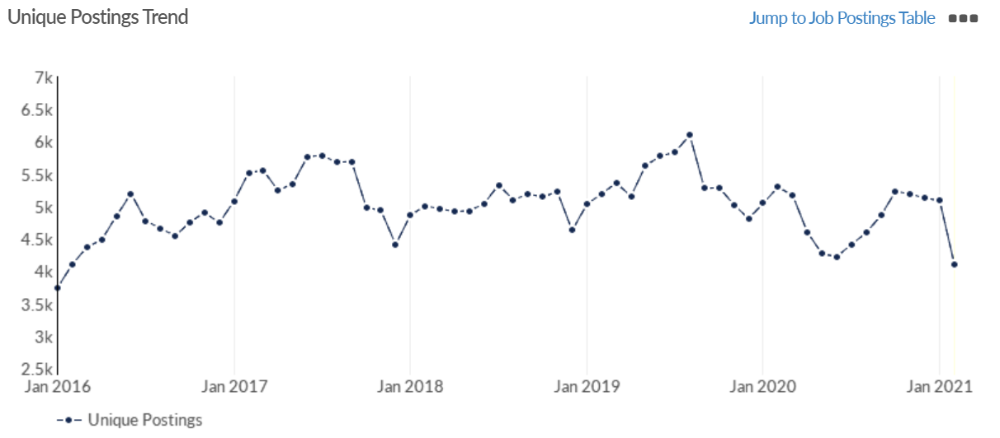 Unique Postings Trend
Jump to Job Postings Table
7k
6.5k
6k
5.5k
5k
4.5k
4k
3.5k
3k
2.5k
Jan 2016 Jan 2017 Jan 2018 Jan 2019 Jan 2020 Jan 2021
Unique Postings